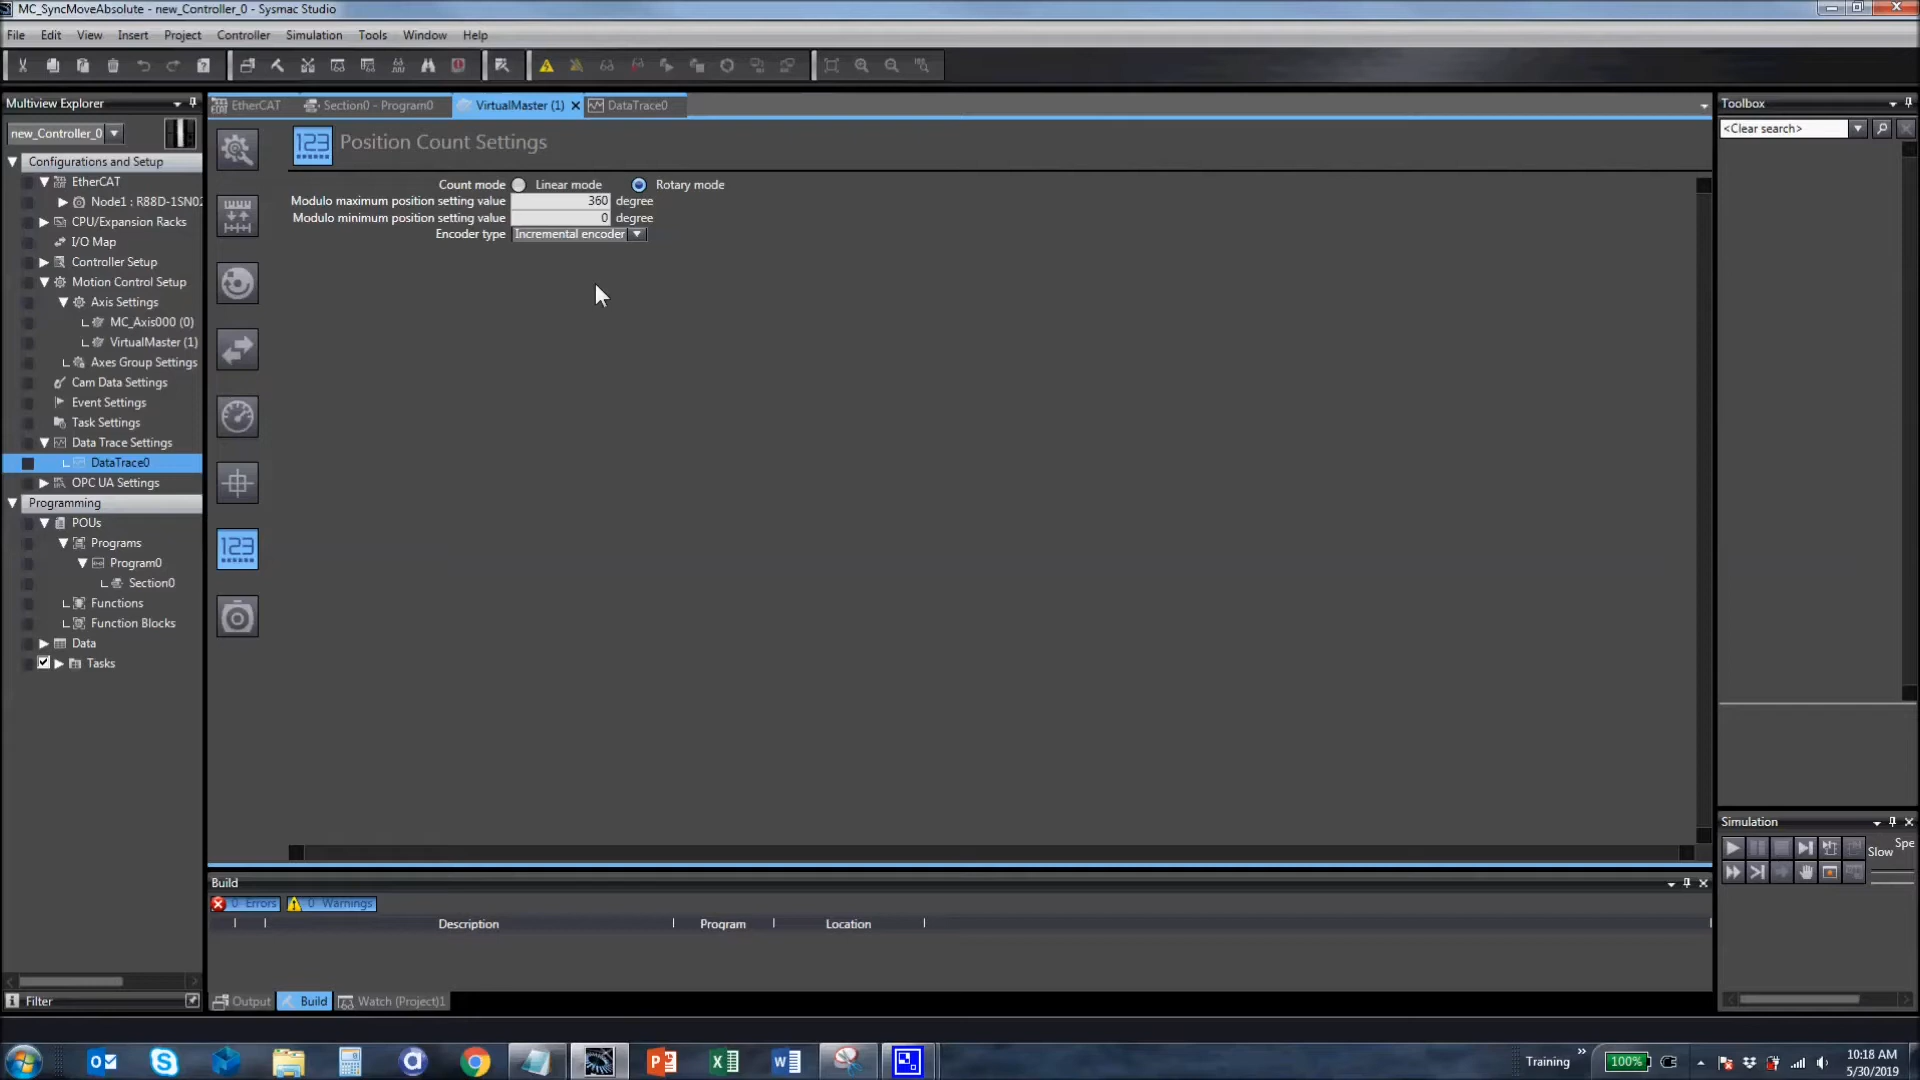 MC_SyncMoveAbsolute - new_Controller_0 - Sysmac Studio
File Edit View Insert Project Controller Simulation Tools Window Help
Multiview Explorer
new_Controller_0
Configurations and Setup
EtherCAT
Node1 : R88D-1SN02
CPU/Expansion Racks
I/O Map
Controller Setup
Motion Control Setup
Axis Settings
MC_Axis000 (0)
VirtualMaster (1)
Axes Group Settings
Cam Data Settings
Event Settings
Task Settings
Data Trace Settings
DataTrace0
OPC UA Settings
Programming
POUs
Programs
Program0
Section0
Functions
Function Blocks
Data
Tasks
Filter
EtherCAT Section0 - Program0 VirtualMaster (1) DataTrace0
123 Position Count Settings
Count mode Linear mode Rotary mode
Modulo maximum position setting value 360 degree
Modulo minimum position setting value 0 degree
Encoder type Incremental encoder
123
Build
0 Errors 0 Warnings
Description Program Location
Output Build Watch (Project)1
Toolbox
<Clear search>
Simulation
Slow Spe
Training 100% 10:18 AM
5/30/2019